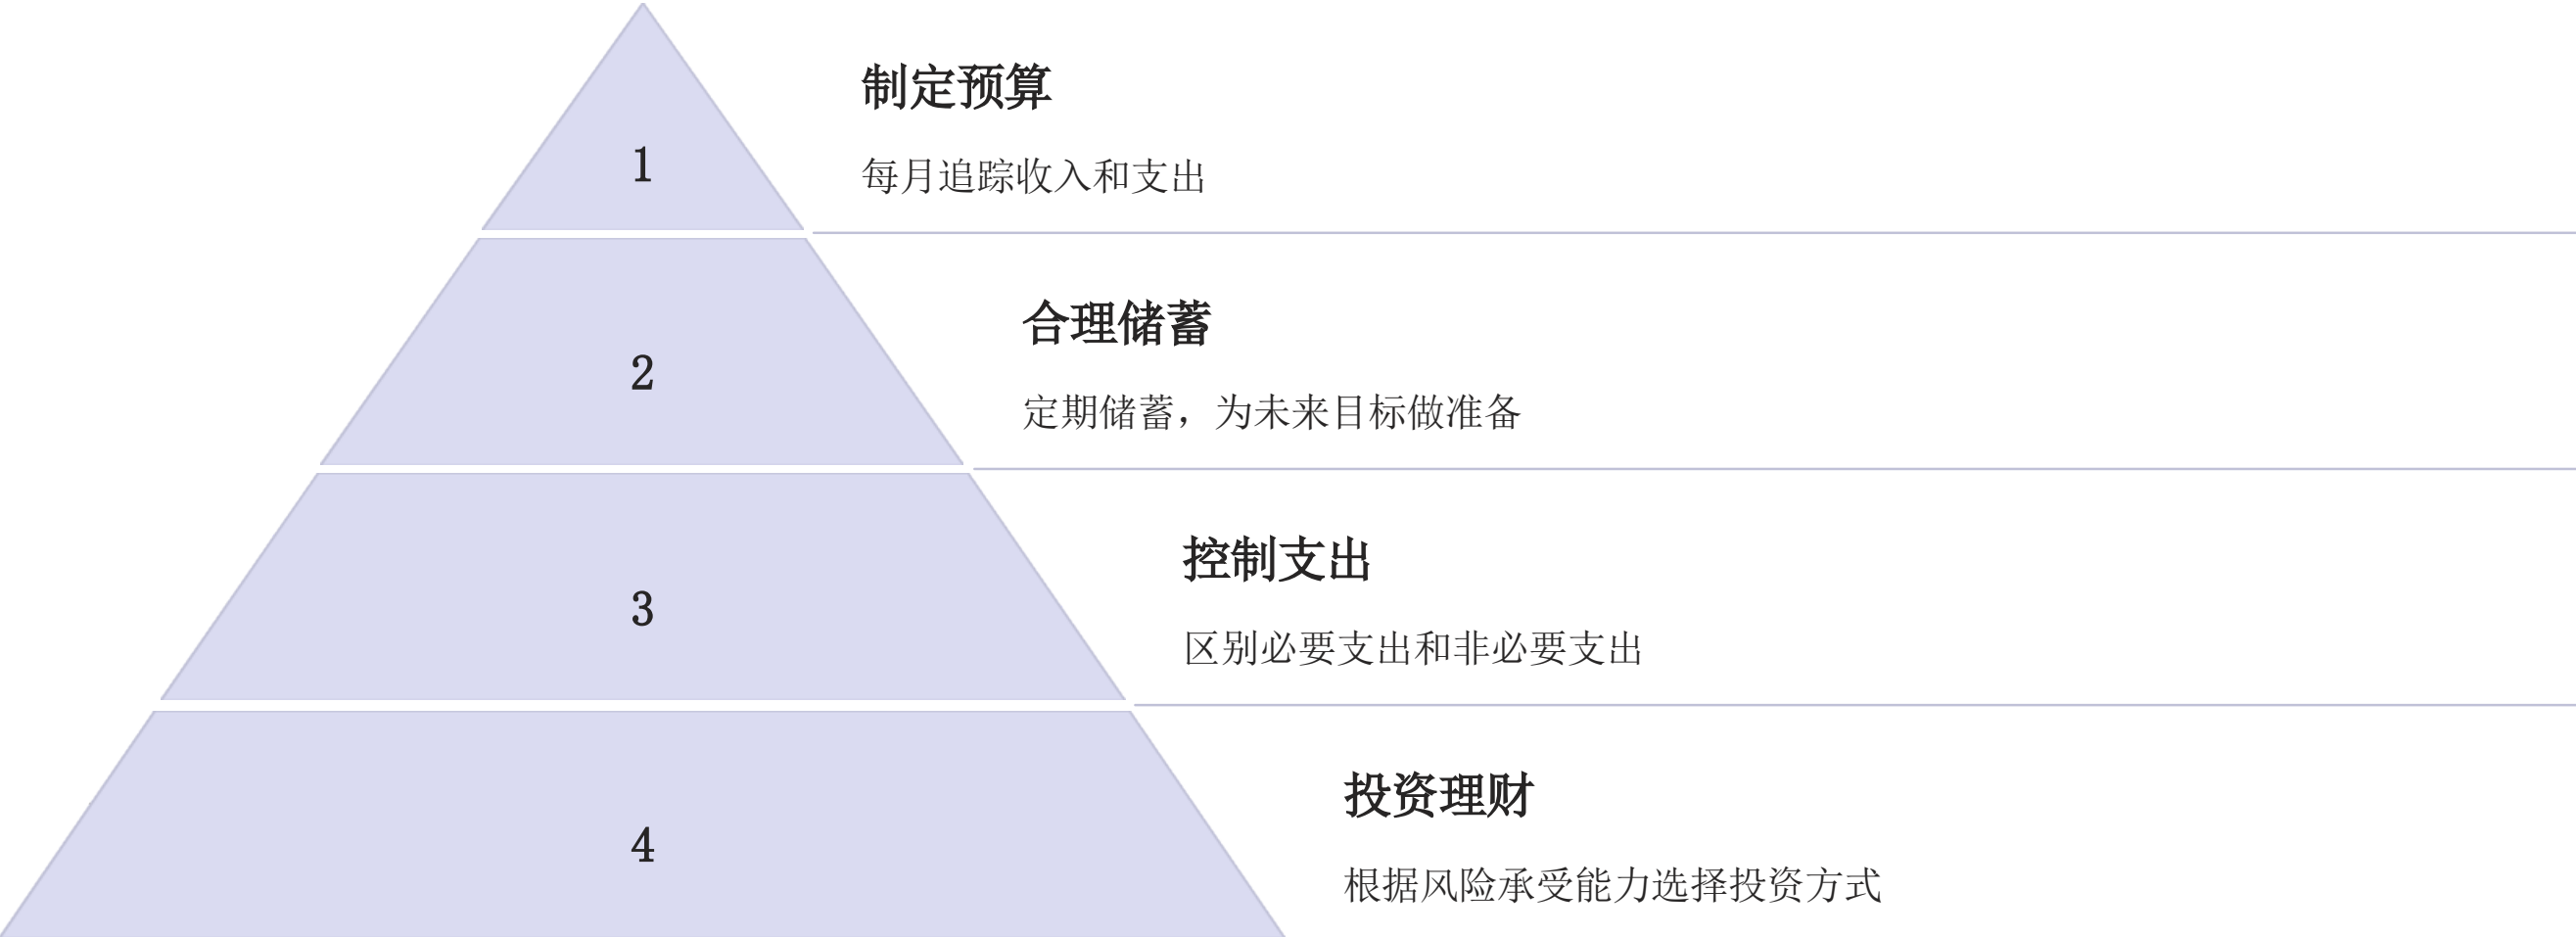 1
制定预算
每月追踪收入和支出
2
合理储蓄
定期储蓄，为未来目标做准备
3
控制支出
区别必要支出和非必要支出
4
投资理财
根据风险承受能力选择投资方式